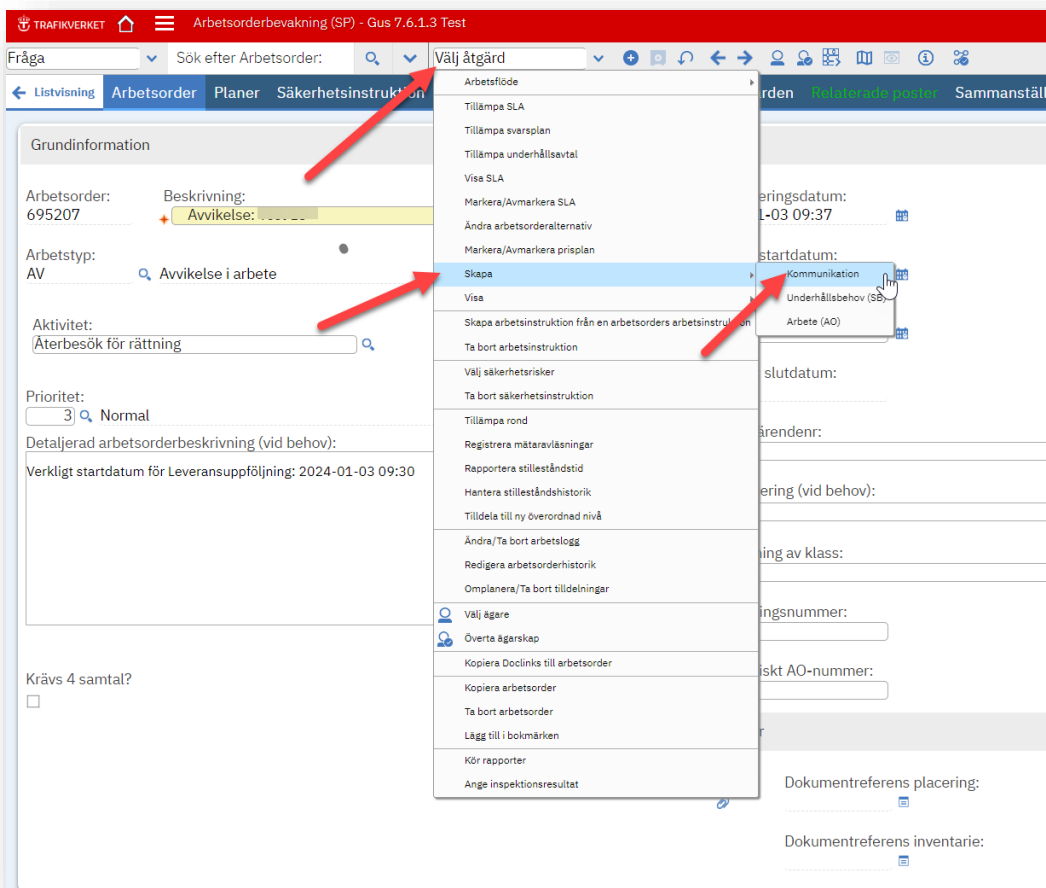 TRAFIKVERKET Arbetsorderbevakning (SP) - Gus 7.6.1.3 Test
Fråga Sök efter Arbetsorder: Välj åtgärd
Listvisning Arbetsorder Planer Säkerhetsinstruktion rden Relaterade poster Sammanställ
Grundinformation
Arbetsorder: Beskrivning:
695207 Avvikelse:
Arbetstyp:
AV Avvikelse i arbete
Aktivitet:
Återbesök för rättning
Prioritet:
3 Normal
Detaljerad arbetsorderbeskrivning (vid behov):
Verkligt startdatum för Leveransuppföljning: 2024-01-03 09:30
Krävs 4 samtal?
Arbetsflöde
Tillämpa SLA
Tillämpa svarsplan
Tillämpa underhållsavtal
Visa SLA
Markera/Avmarkera SLA
Ändra arbetsorderalternativ
Markera/Avmarkera prisplan
Skapa
Visa
Skapa arbetsinstruktion från en arbetsorders arbetsinstruktion
Ta bort arbetsinstruktion
Välj säkerhetsrisker
Ta bort säkerhetsinstruktion
Tillämpa rond
Registrera mätaravläsningar
Rapportera stilleståndstid
Hantera stilleståndshistorik
Tilldela till ny överordnad nivå
Ändra/Ta bort arbetslogg
Redigera arbetsorderhistorik
Omplanera/Ta bort tilldelningar
Välj ägare
Överta ägarskap
Kopiera Doclinks till arbetsorder
Kopiera arbetsorder
Ta bort arbetsorder
Lägg till i bokmärken
Kör rapporter
Ange inspektionsresultat
Kommunikation
Underhållsbehov (SB)
Arbete (AO)
eringsdatum:
1-03 09:37
startdatum:
slutdatum:
ärendenr:
ering (vid behov):
ing av klass:
ingsnummer:
iskt AO-nummer:
r
Dokumentreferens placering:
Dokumentreferens inventarie: